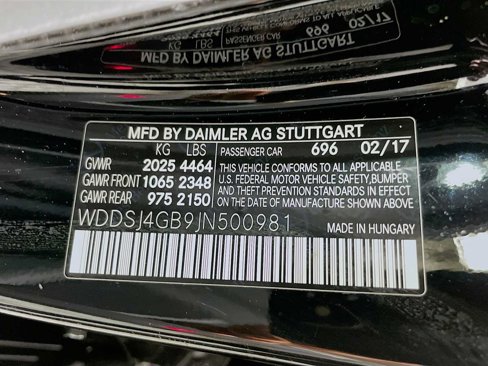 MFD BY DAIMLER AG STUTTGART
KG LBS PASSENGER CAR 696 02/17
GVWR 2025 4464
GAWR FRONT 1065 2348
GAWR REAR 975 2150
THIS VEHICLE CONFORMS TO ALL APPLICABLE
U.S. FEDERAL MOTOR VEHICLE SAFETY,BUMPER
AND THEFT PREVENTION STANDARDS IN EFFECT
ON THE DATE OF MANUFACTURE SHOWN ABOVE
WDDSJ4GB9JN500981
MADE IN HUNGARY